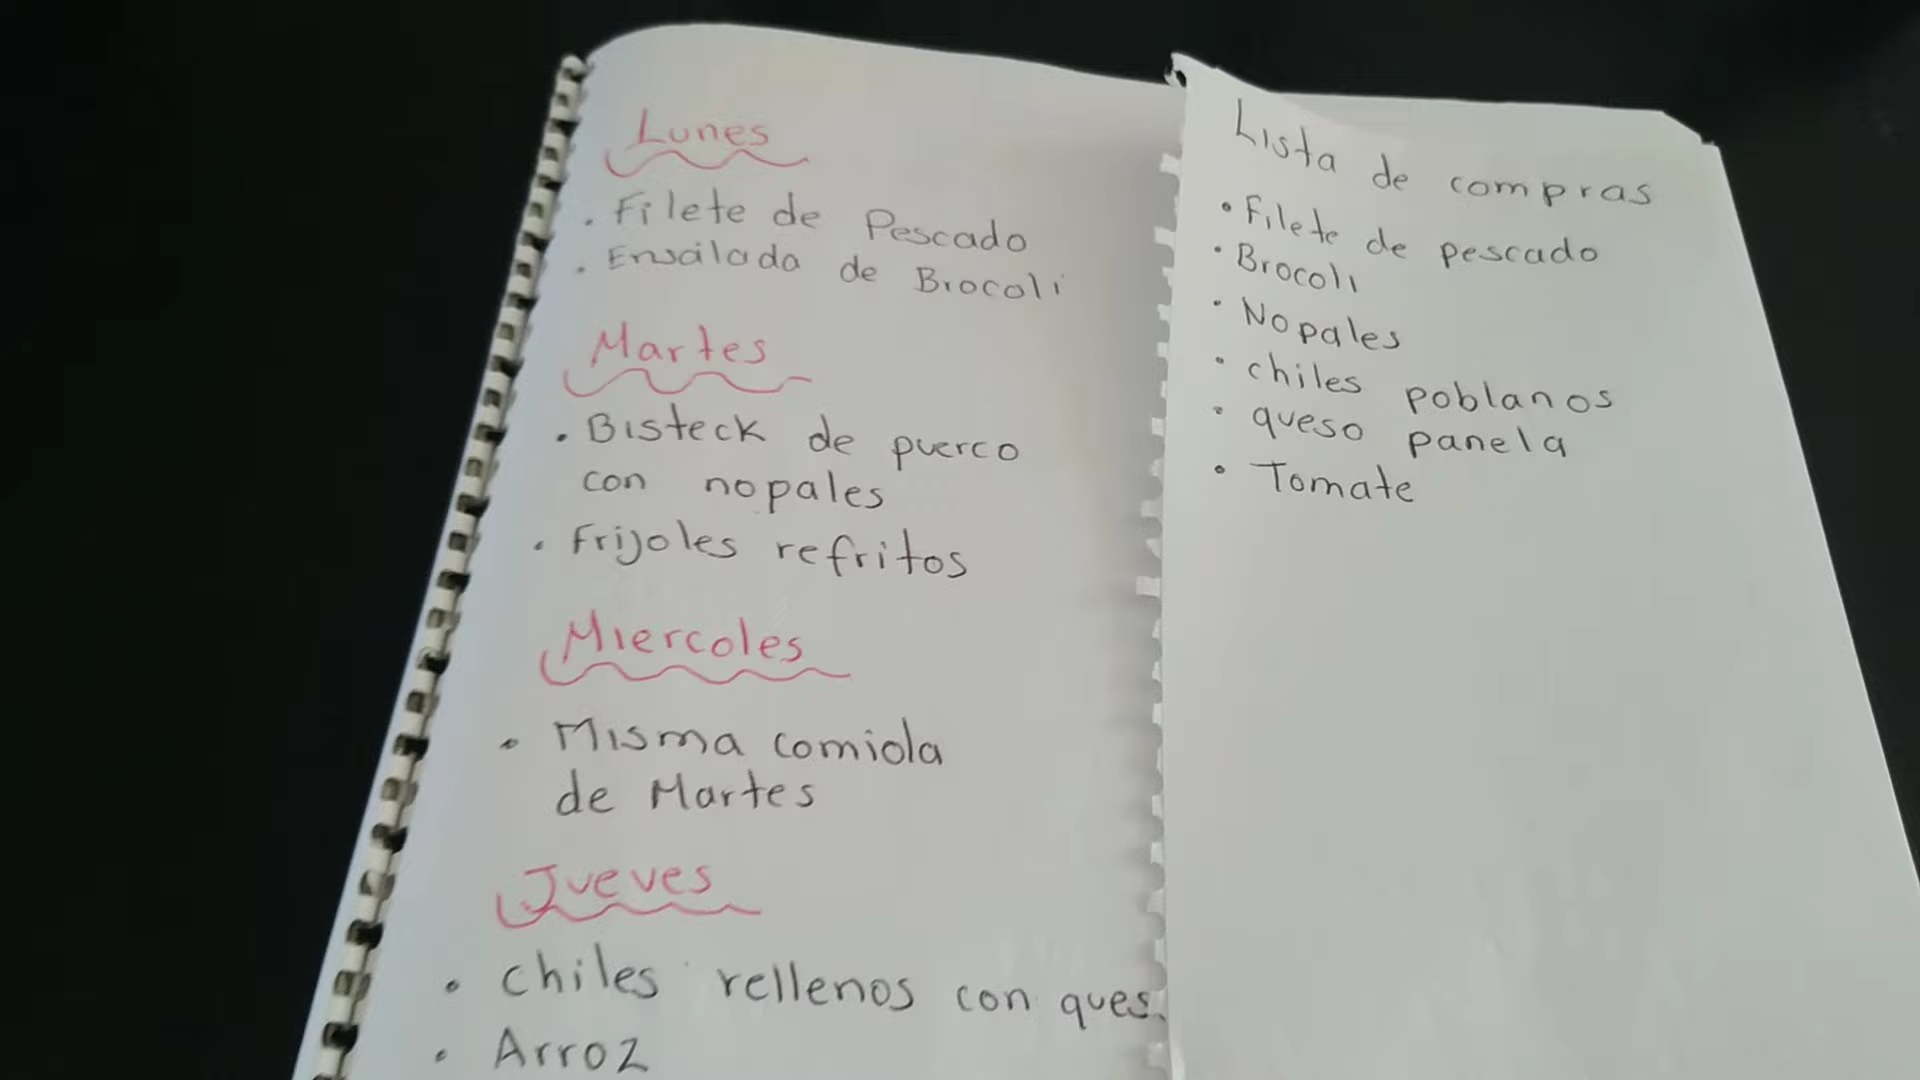 Lunes
. Filete de Pescado
. Ensalada de Brocoli
Martes
. Bisteck de puerco
con nopales
. Frijoles refritos
Miercoles
. Misma comida
de Martes
Jueves
. chiles rellenos con ques
. Arroz
Lista de compras
• Filete de pescado
• Brocoli
• Nopales
• chiles poblanos
• queso panela
• Tomate